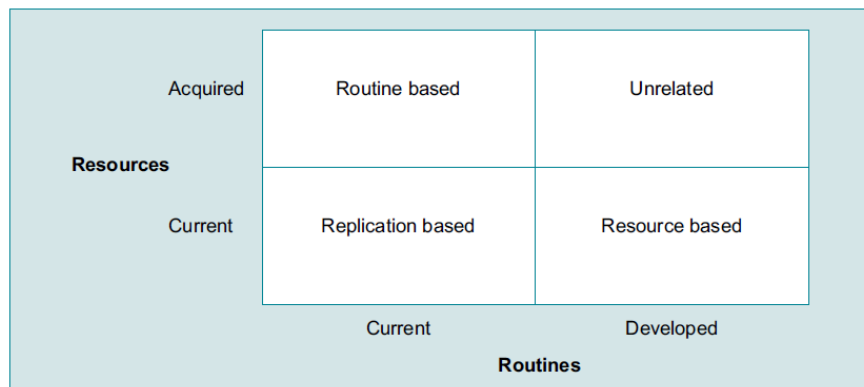 Acquired
Routine based
Unrelated
Resources
Current
Replication based
Resource based
Current
Developed
Routines